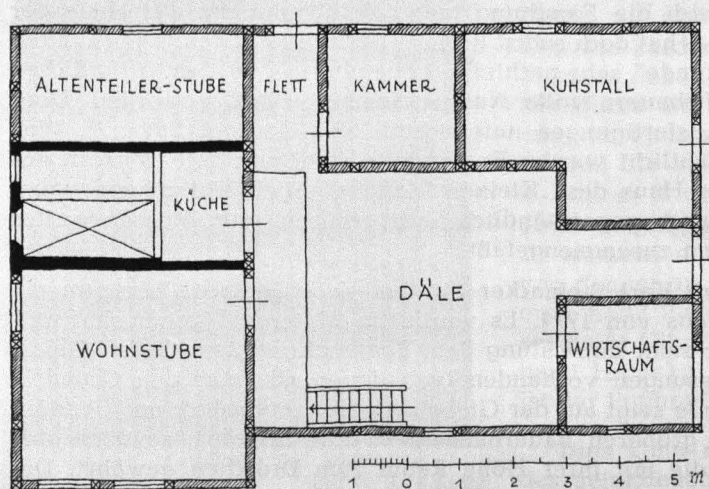 ALTENTEILER-STUBE
FLETT
KAMMER
KUHSTALL
KÜCHE
DÄLE
WOHNSTUBE
WIRTSCHAFTS-
RAUM
1 0 1 2 3 4 5 m